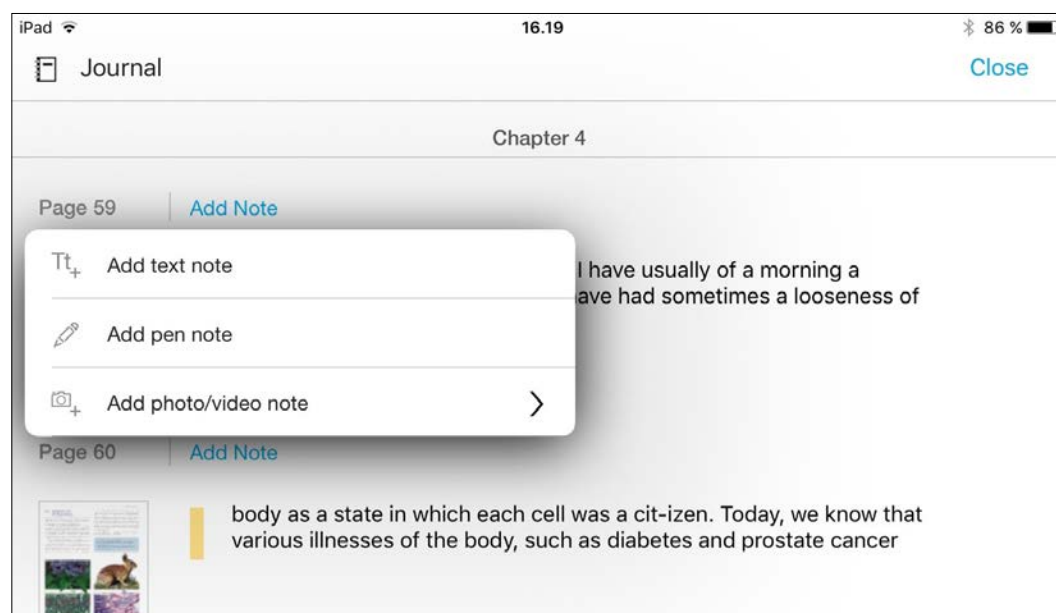 iPad 16.19 86 %
Journal Close
Chapter 4
Page 59 Add Note
Tt+ Add text note
I have usually of a morning a
ave had sometimes a looseness of
Add pen note
Add photo/video note
Page 60 Add Note
body as a state in which each cell was a cit-izen. Today, we know that
various illnesses of the body, such as diabetes and prostate cancer